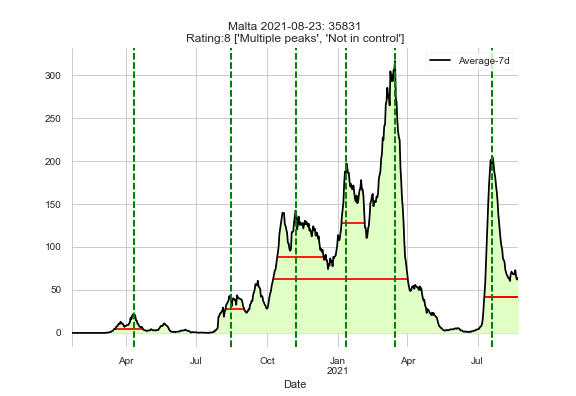 Malta 2021-08-23: 35831
Rating:8 ['Multiple peaks', 'Not in control']
Average-7d
300
250
200
150
100
50
0
Apr
Jul
Oct
Jan
2021
Apr
Jul
Date